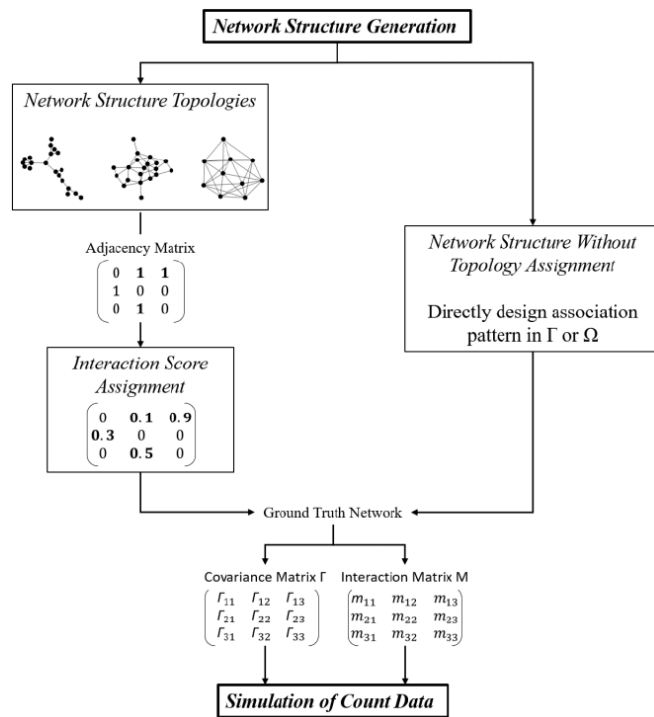 Network Structure Generation
Network Structure Topologies
Adjacency Matrix
0 1 1
1 0 0
0 1 0
Interaction Score
Assignment
0 0.1 0.9
0.3 0 0
0 0.5 0
Network Structure Without
Topology Assignment
Directly design association
pattern in Γ or Ω
Ground Truth Network
Covariance Matrix Γ
Γ₁₁ Γ₁₂ Γ₁₃
Γ₂₁ Γ₂₂ Γ₂₃
Γ₃₁ Γ₃₂ Γ₃₃
Interaction Matrix M
m₁₁ m₁₂ m₁₃
m₂₁ m₂₂ m₂₃
m₃₁ m₃₂ m₃₃
Simulation of Count Data